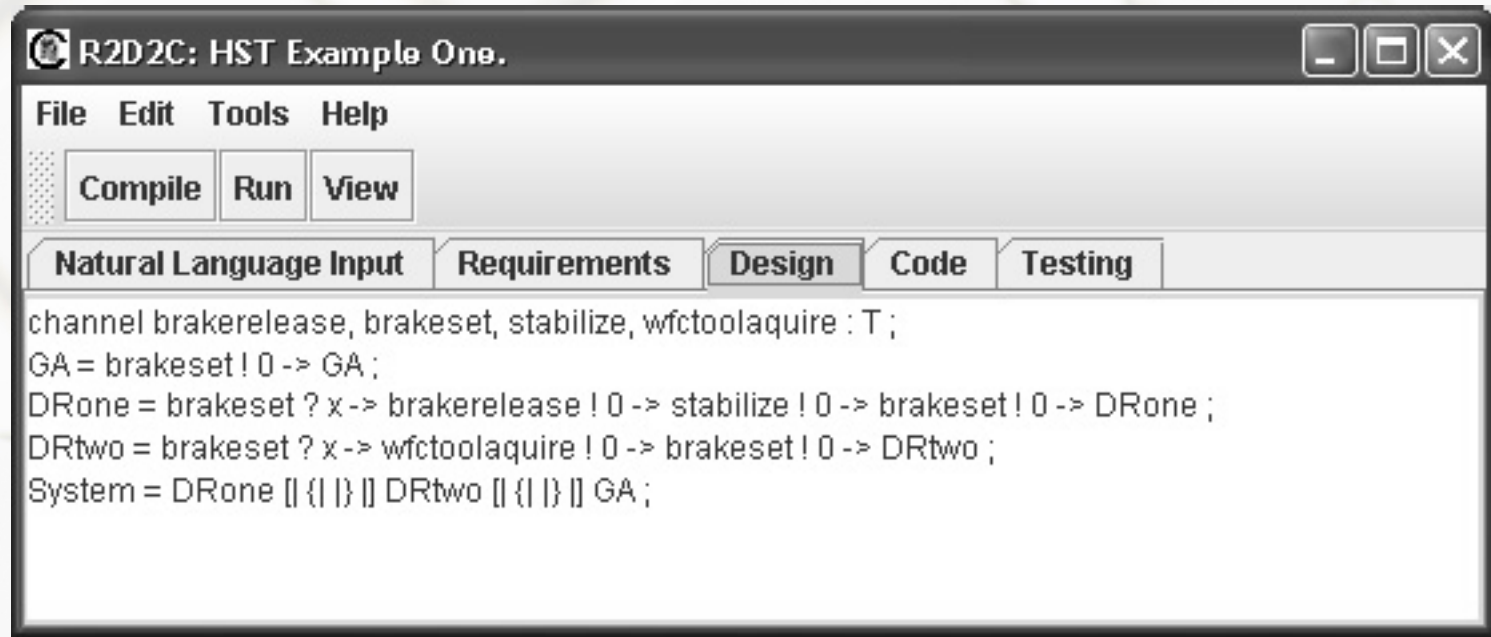 R2D2C: HST Example One.
File Edit Tools Help
Compile Run View
Natural Language Input Requirements Design Code Testing
channel brakerelease, brakeset, stabilize, wfctoolaquire : T ;
GA = brakeset ! 0 -> GA ;
DRone = brakeset ? x -> brakerelease ! 0 -> stabilize ! 0 -> brakeset ! 0 -> DRone ;
DRtwo = brakeset ? x -> wfctoolaquire ! 0 -> brakeset ! 0 -> DRtwo ;
System = DRone [| {| |} |] DRtwo [| {| |} |] GA ;